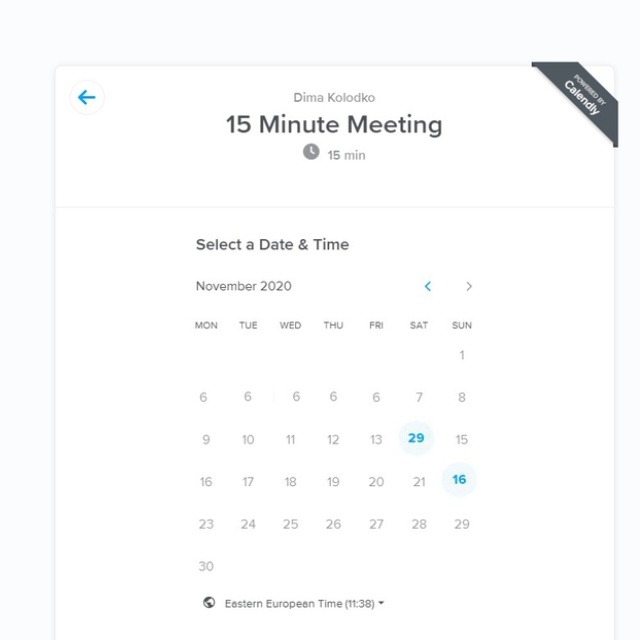 POWERED BY
Calendly
Dima Kolodko
15 Minute Meeting
15 min
Select a Date & Time
November 2020
MON TUE WED THU FRI SAT SUN
1
6 6 6 6 6 7 8
9 10 11 12 13 29 15
16 17 18 19 20 21 16
23 24 25 26 27 28 29
30
Eastern European Time (11:38)